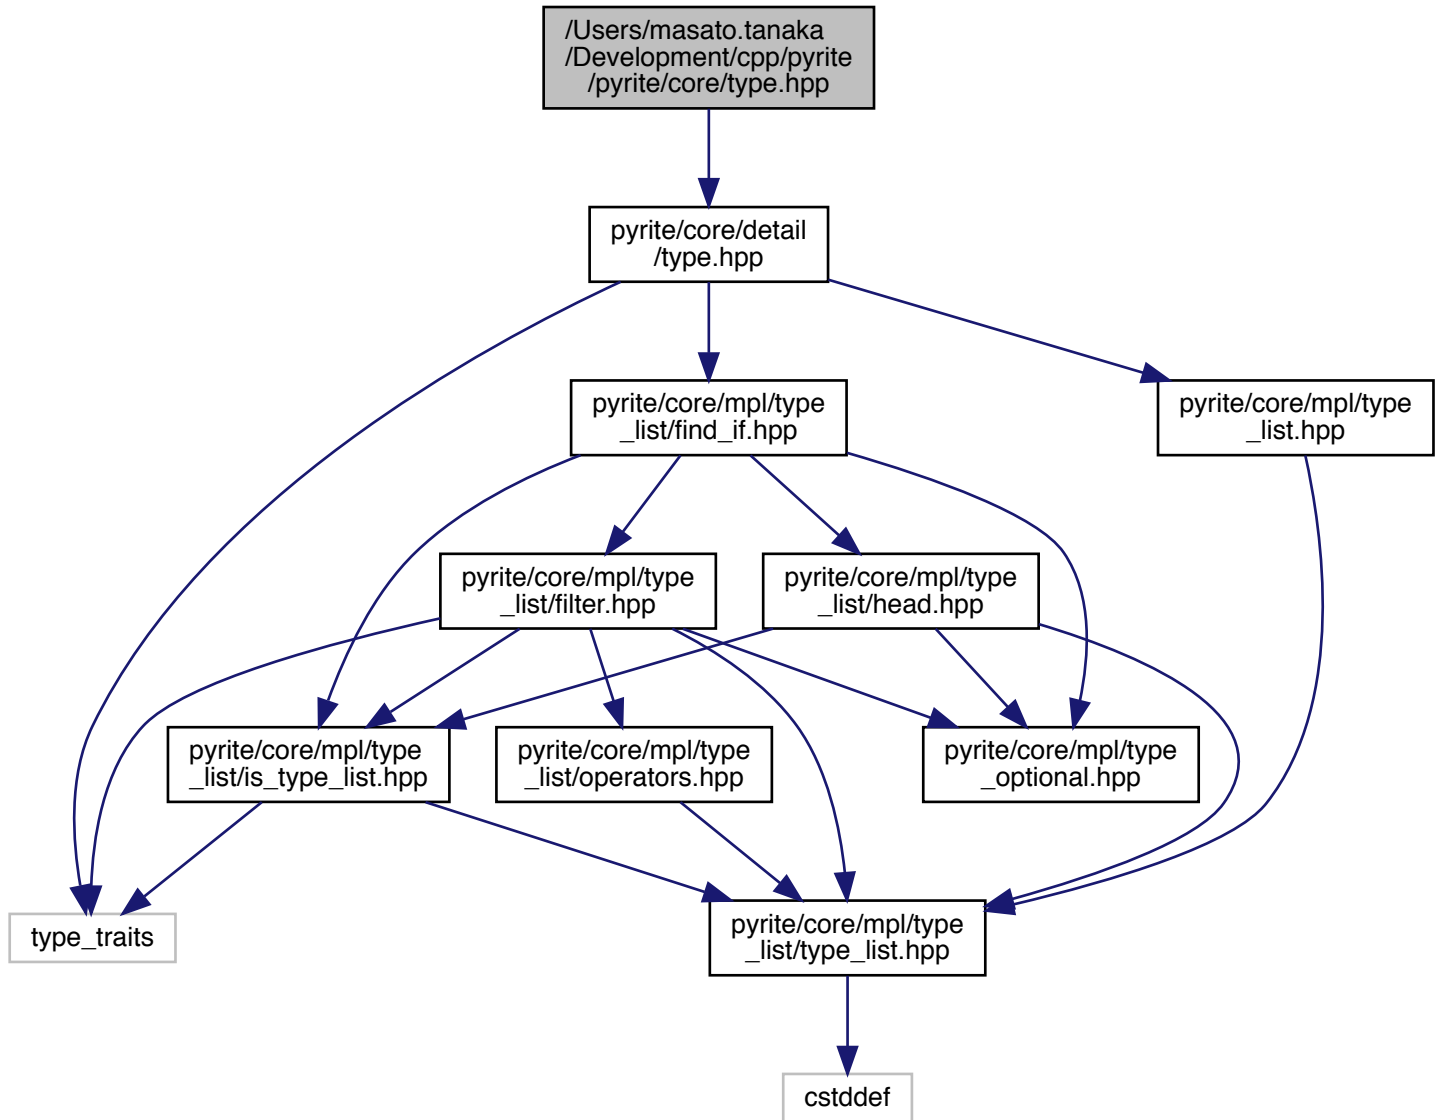 /Users/masato.tanaka
/Development/cpp/pyrite
/pyrite/core/type.hpp
pyrite/core/detail
/type.hpp
pyrite/core/mpl/type
_list/find_if.hpp
pyrite/core/mpl/type
_list.hpp
pyrite/core/mpl/type
_list/filter.hpp
pyrite/core/mpl/type
_list/head.hpp
pyrite/core/mpl/type
_list/is_type_list.hpp
pyrite/core/mpl/type
_list/operators.hpp
pyrite/core/mpl/type
_optional.hpp
type_traits
pyrite/core/mpl/type
_list/type_list.hpp
cstddef